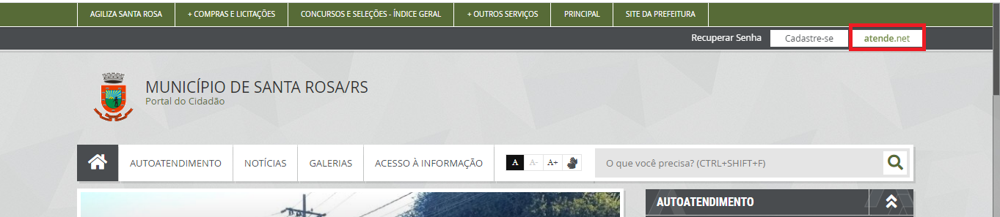 AGILIZA SANTA ROSA + COMPRAS E LICITAÇÕES CONCURSOS E SELEÇÕES - ÍNDICE GERAL + OUTROS SERVIÇOS PRINCIPAL SITE DA PREFEITURA
Recuperar Senha Cadastre-se atende.net
MUNICÍPIO DE SANTA ROSA/RS
Portal do Cidadão
AUTOATENDIMENTO NOTÍCIAS GALERIAS ACESSO À INFORMAÇÃO A A- A+ O que você precisa? (CTRL+SHIFT+F)
AUTOATENDIMENTO